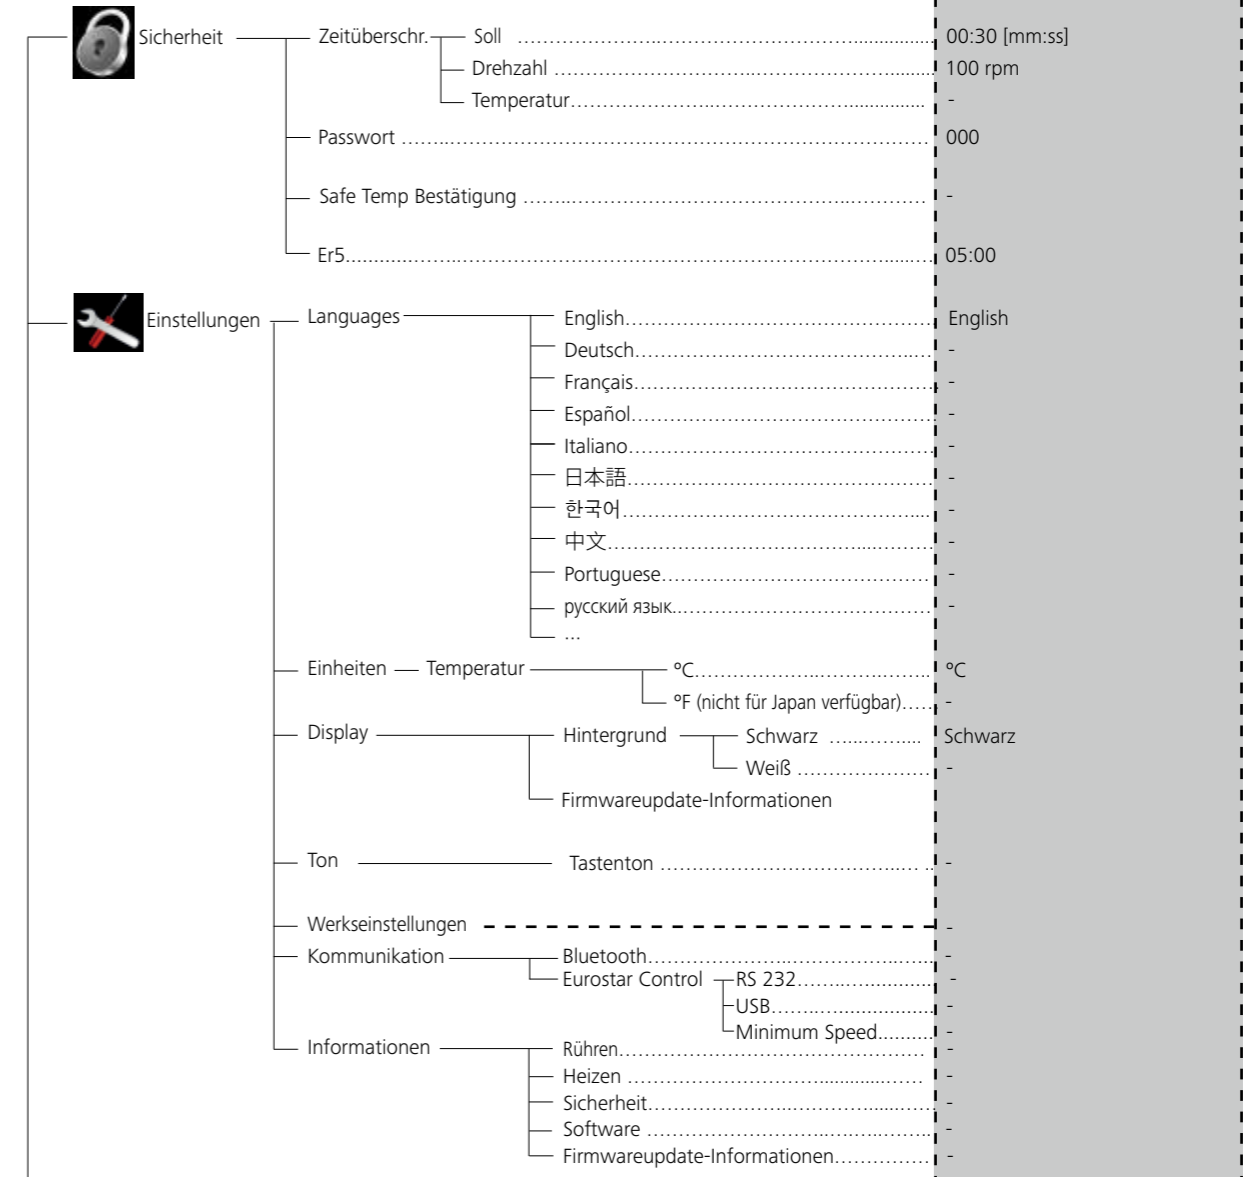 Sicherheit Zeitüberschr. Soll 00:30 [mm:ss]
Drehzahl 100 rpm
Temperatur -
Passwort 000
Safe Temp Bestätigung -
Er5 05:00
Einstellungen Languages English English
Deutsch -
Français -
Español -
Italiano -
日本語 -
한국어 -
中文 -
Portuguese -
русский язык -
...
Einheiten Temperatur ºC ºC
ºF (nicht für Japan verfügbar) -
Display Hintergrund Schwarz Schwarz
Weiß -
Firmwareupdate-Informationen
Ton Tastenton -
Werkseinstellungen -
Kommunikation Bluetooth -
Eurostar Control RS 232 -
USB -
Minimum Speed -
Informationen Rühren -
Heizen -
Sicherheit -
Software -
Firmwareupdate-Informationen -